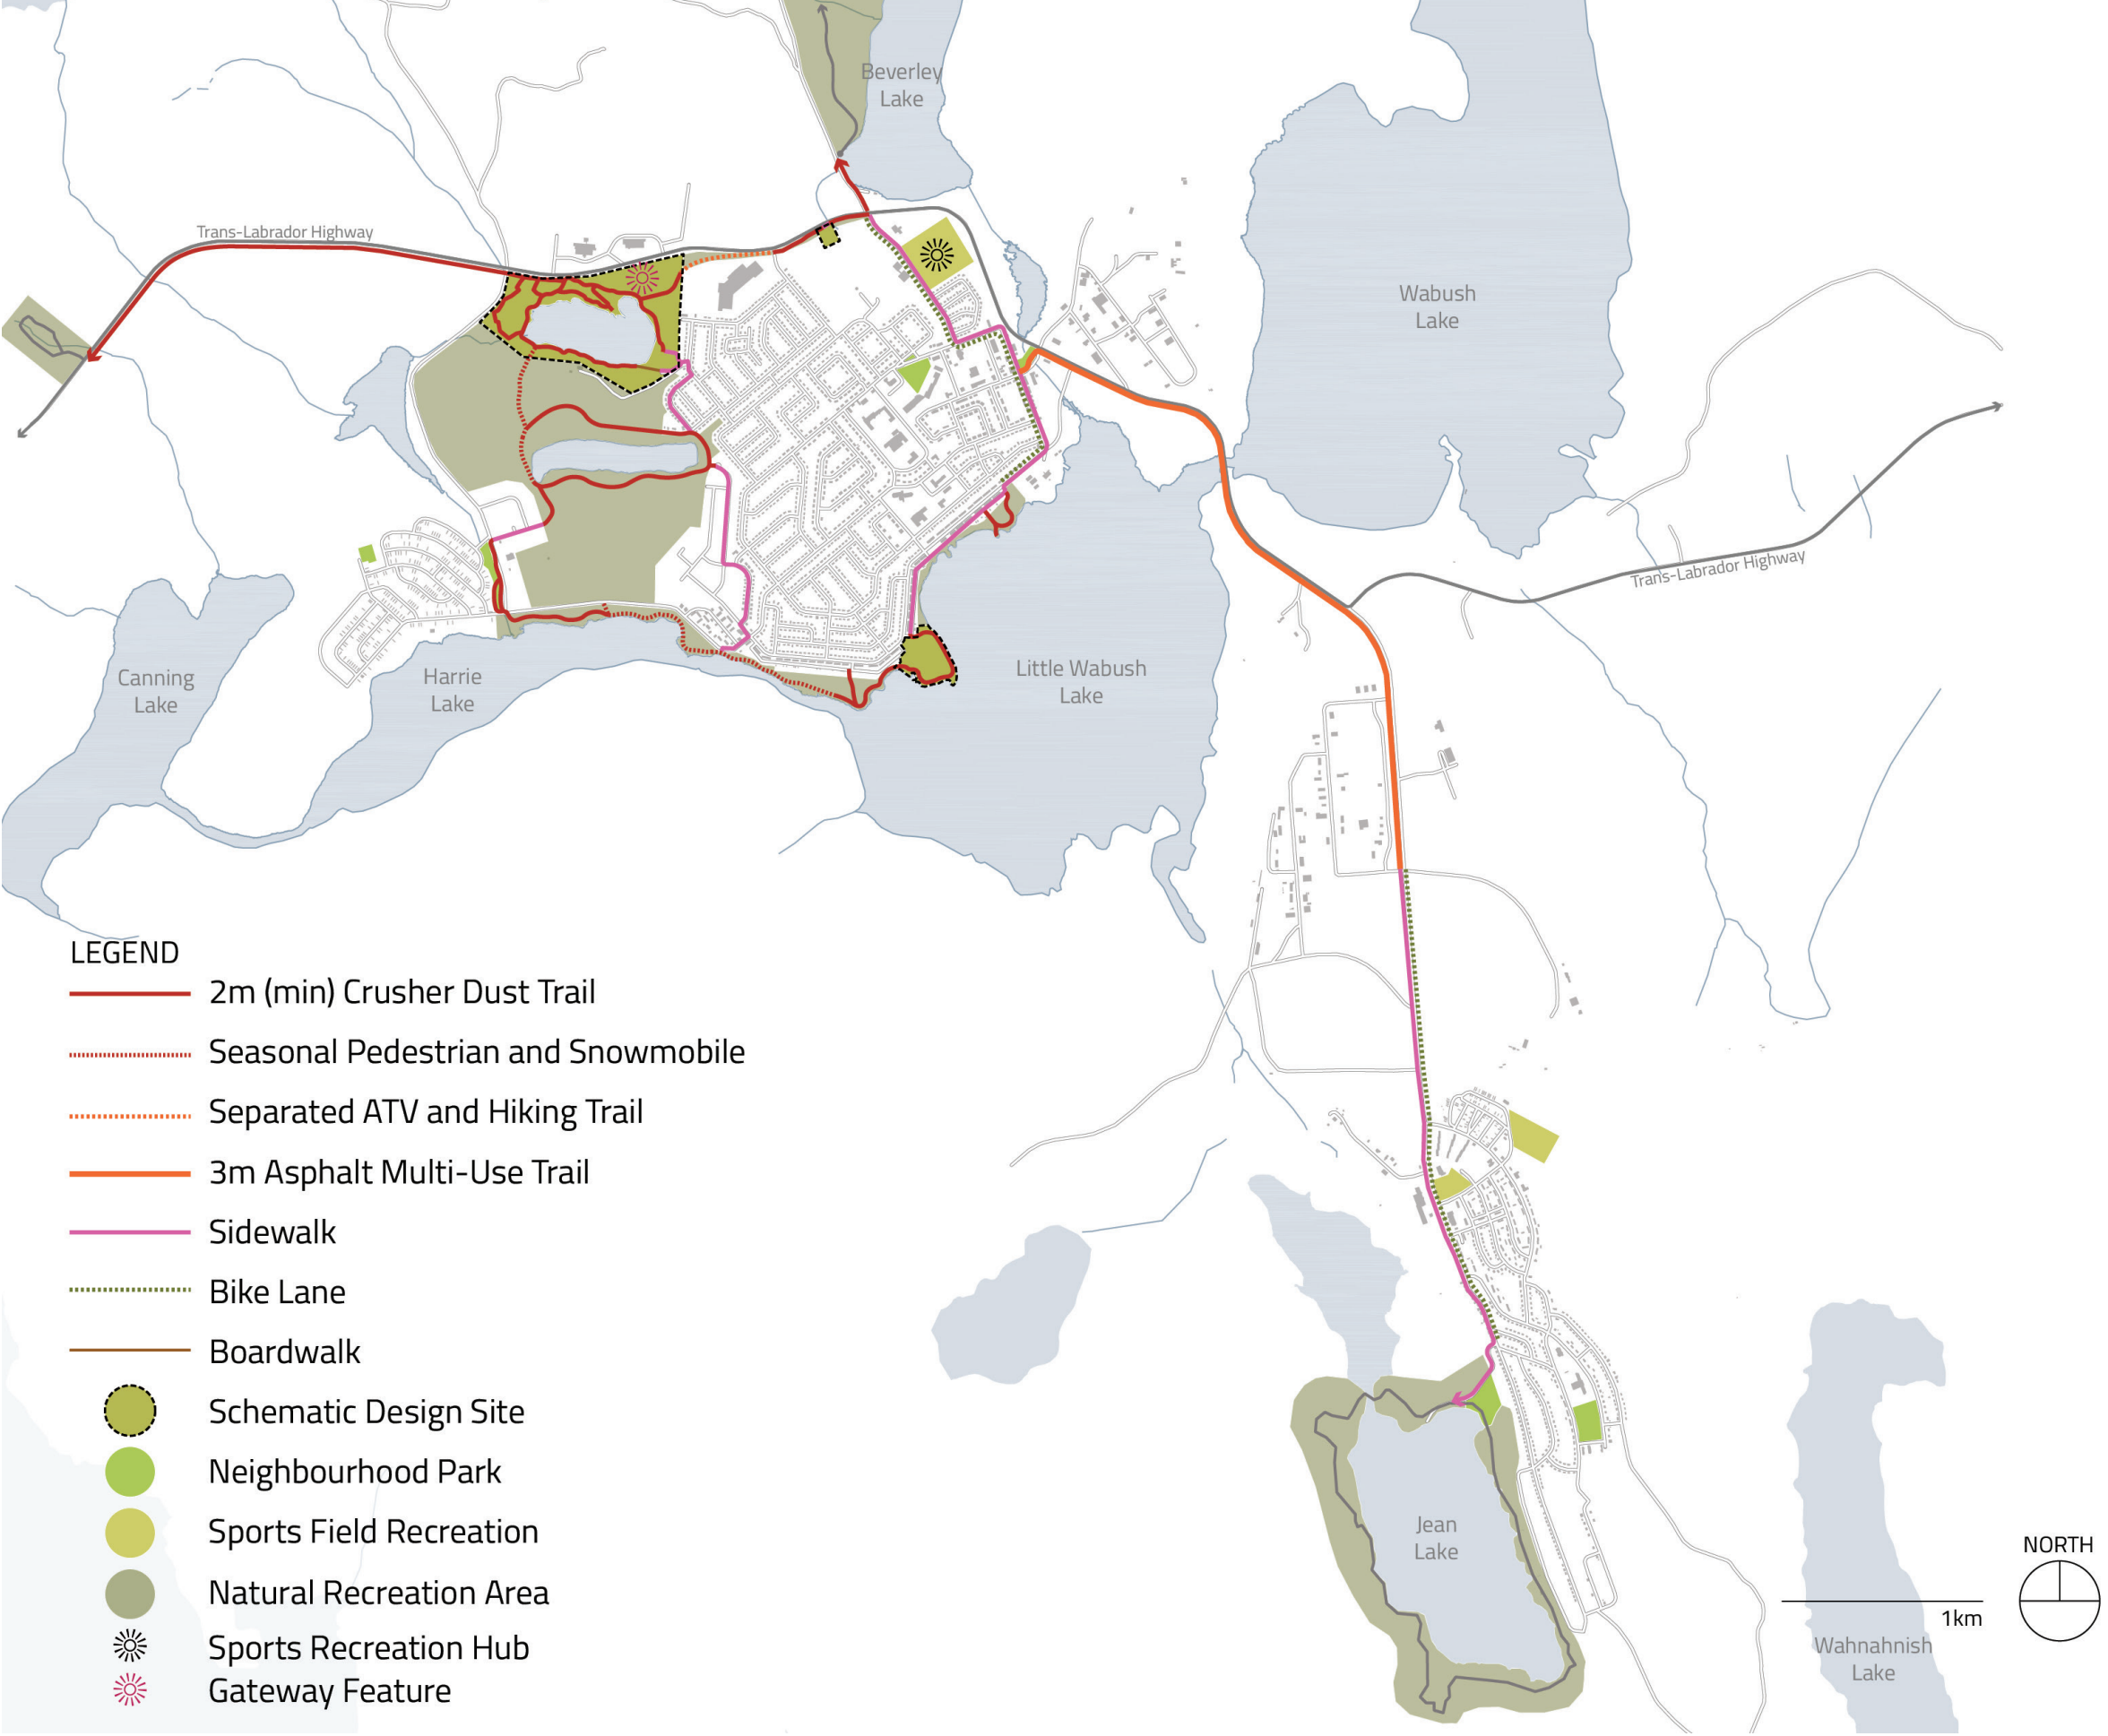 Beverley
Lake
Trans-Labrador Highway
Wabush
Lake
Trans-Labrador Highway
Canning
Lake
Harrie
Lake
Little Wabush
Lake
LEGEND
2m (min) Crusher Dust Trail
Seasonal Pedestrian and Snowmobile
Separated ATV and Hiking Trail
3m Asphalt Multi-Use Trail
Sidewalk
Bike Lane
Boardwalk
Schematic Design Site
Neighbourhood Park
Sports Field Recreation
Natural Recreation Area
Sports Recreation Hub
Gateway Feature
Jean
Lake
NORTH
1km
Wahnahnish
Lake